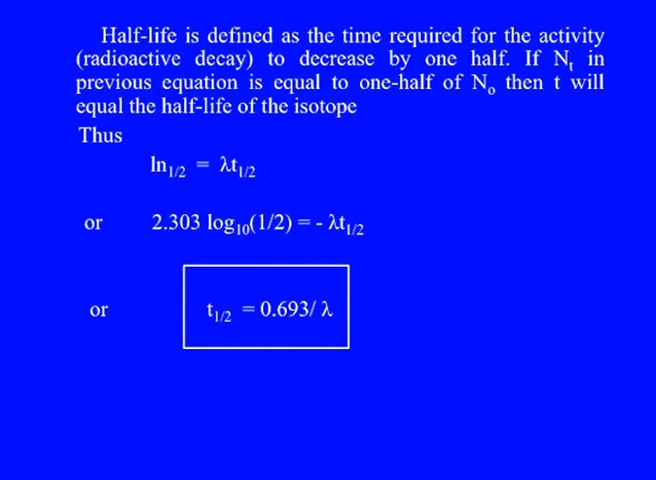 Half-life is defined as the time required for the activity
(radioactive decay) to decrease by one half. If Nₜ in
previous equation is equal to one-half of Nₒ then t will
equal the half-life of the isotope
Thus
ln₁/₂ = λt₁/₂
or 2.303 log₁₀(1/2) = - λt₁/₂
or t₁/₂ = 0.693/ λ